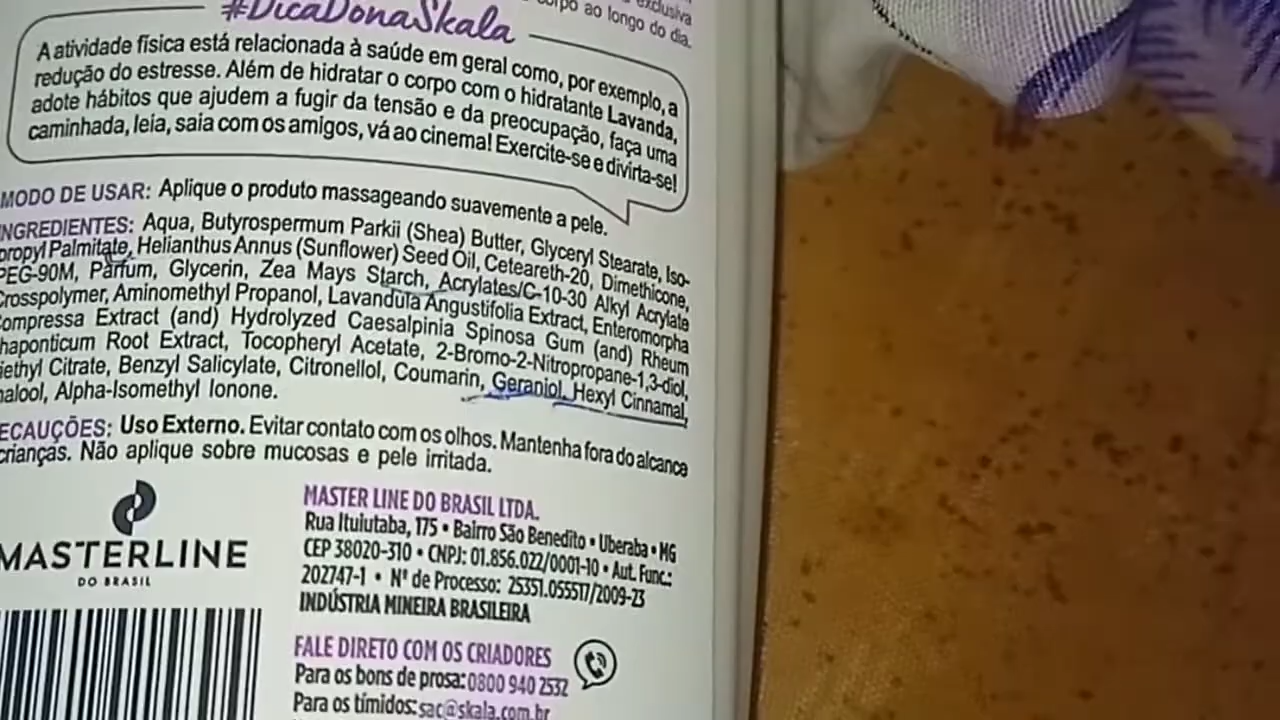 exclusiva
corpo ao longo do dia.
#DicaDonaSkala
A atividade física está relacionada à saúde em geral como, por exemplo, a
redução do estresse. Além de hidratar o corpo com o hidratante Lavanda,
adote hábitos que ajudem a fugir da tensão e da preocupação, faça uma
caminhada, leia, saia com os amigos, vá ao cinema! Exercite-se e divirta-se!
MODO DE USAR: Aplique o produto massageando suavemente a pele.
NGREDIENTES: Aqua, Butyrospermum Parkii (Shea) Butter, Glyceryl Stearate, Iso-
propyl Palmitate, Helianthus Annus (Sunflower) Seed Oil, Ceteareth-20, Dimethicone,
PEG-90M, Parfum, Glycerin, Zea Mays Starch, Acrylates/C-10-30 Alkyl Acrylate
Crosspolymer, Aminomethyl Propanol, Lavandula Angustifolia Extract, Enteromorpha
ompressa Extract (and) Hydrolyzed Caesalpinia Spinosa Gum (and) Rheum
haponticum Root Extract, Tocopheryl Acetate, 2-Bromo-2-Nitropropane-1,3-diol,
iethyl Citrate, Benzyl Salicylate, Citronellol, Coumarin, Geraniol, Hexyl Cinnamal,
nalool, Alpha-Isomethyl Ionone.
ECAUÇÕES: Uso Externo. Evitar contato com os olhos. Mantenha fora do alcance
crianças. Não aplique sobre mucosas e pele irritada.
MASTERLINE
DO BRASIL
MASTER LINE DO BRASIL LTDA.
Rua Ituiutaba, 175 • Bairro São Benedito • Uberaba • MG
CEP 38020-310 • CNPJ: 01.856.022/0001-10 • Aut. Func.:
202747-1 • Nº de Processo: 25351.055517/2009-23
INDÚSTRIA MINEIRA BRASILEIRA
FALE DIRETO COM OS CRIADORES
Para os bons de prosa: 0800 940 2532
Para os tímidos: sac@skala.com.br